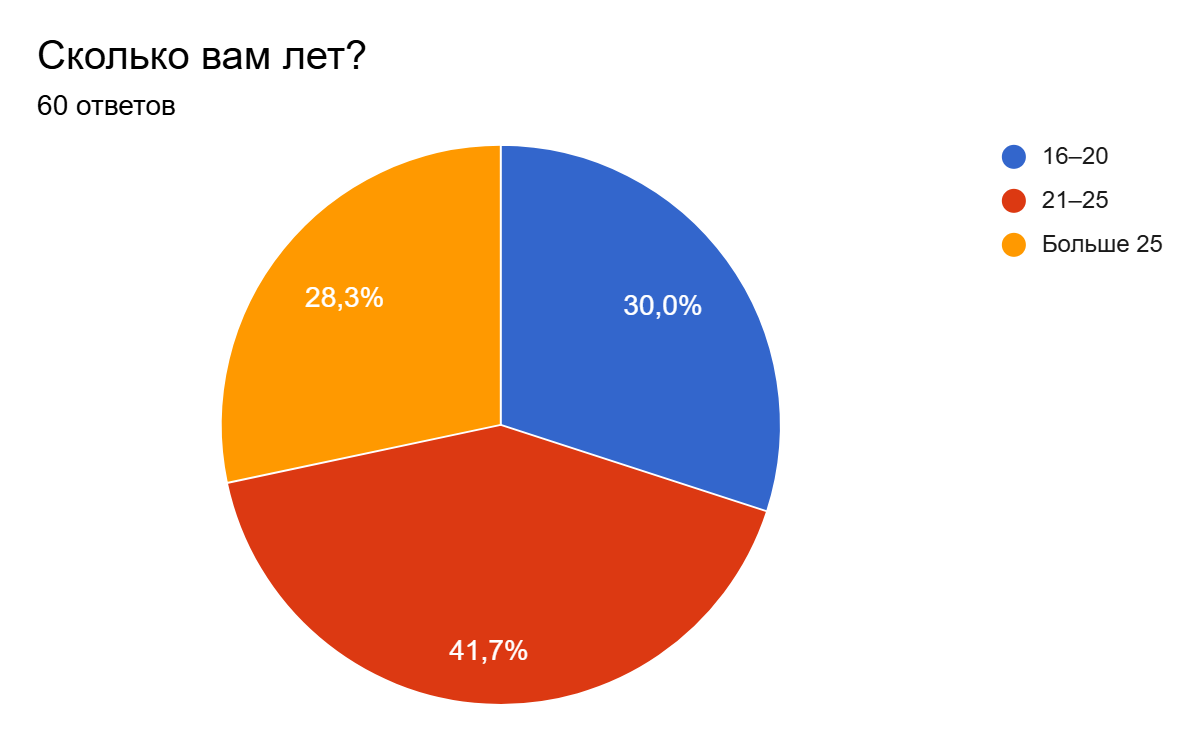 Сколько вам лет?
60 ответов
16–20
21–25
Больше 25
28,3%
30,0%
41,7%